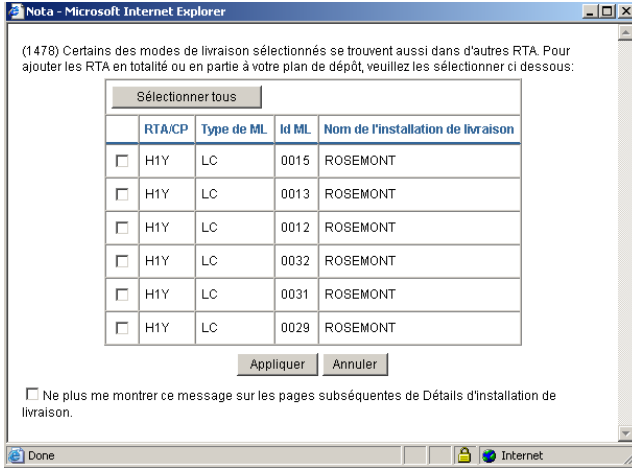 Nota - Microsoft Internet Explorer
(1478) Certains des modes de livraison sélectionnés se trouvent aussi dans d'autres RTA. Pour
ajouter les RTA en totalité ou en partie à votre plan de dépôt, veuillez les sélectionner ci dessous:
Sélectionner tous
RTA/CP Type de ML Id ML Nom de l'installation de livraison
H1Y LC 0015 ROSEMONT
H1Y LC 0013 ROSEMONT
H1Y LC 0012 ROSEMONT
H1Y LC 0032 ROSEMONT
H1Y LC 0031 ROSEMONT
H1Y LC 0029 ROSEMONT
Appliquer Annuler
Ne plus me montrer ce message sur les pages subséquentes de Détails d'installation de
livraison.
Done Internet